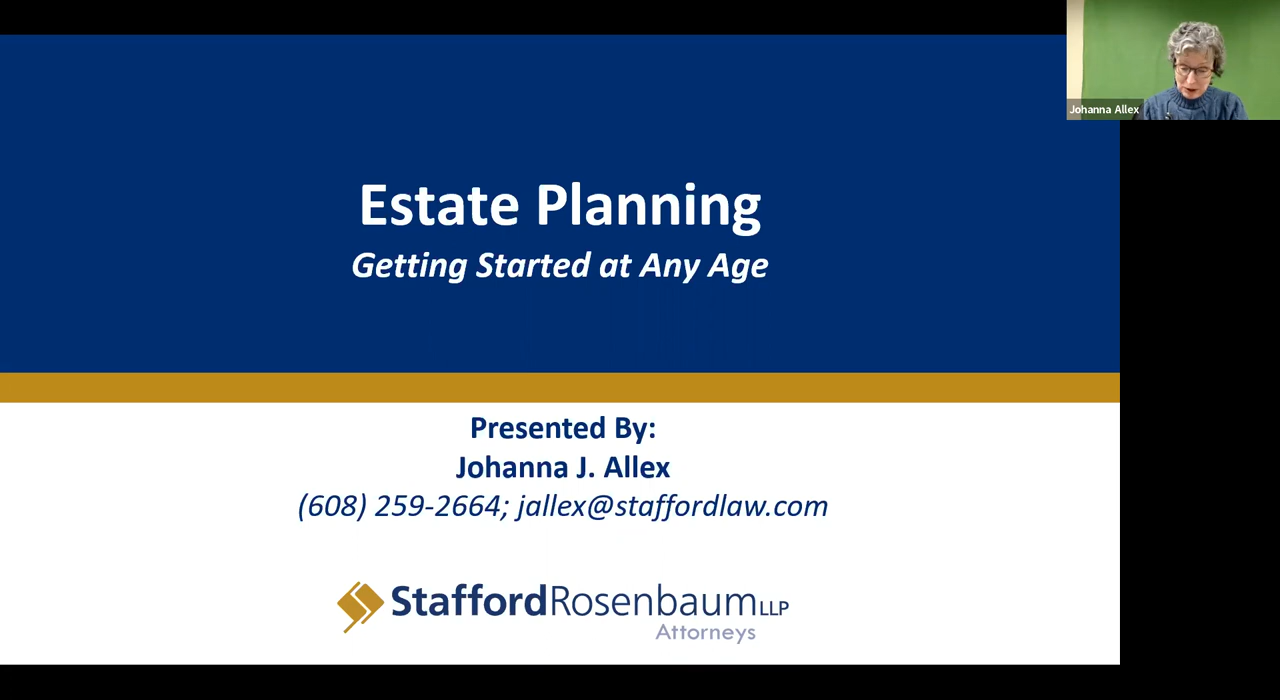 Johanna Allex
Estate Planning
Getting Started at Any Age
Presented By:
Johanna J. Allex
(608) 259-2664; jallex@staffordlaw.com
StaffordRosenbaumLLP
Attorneys